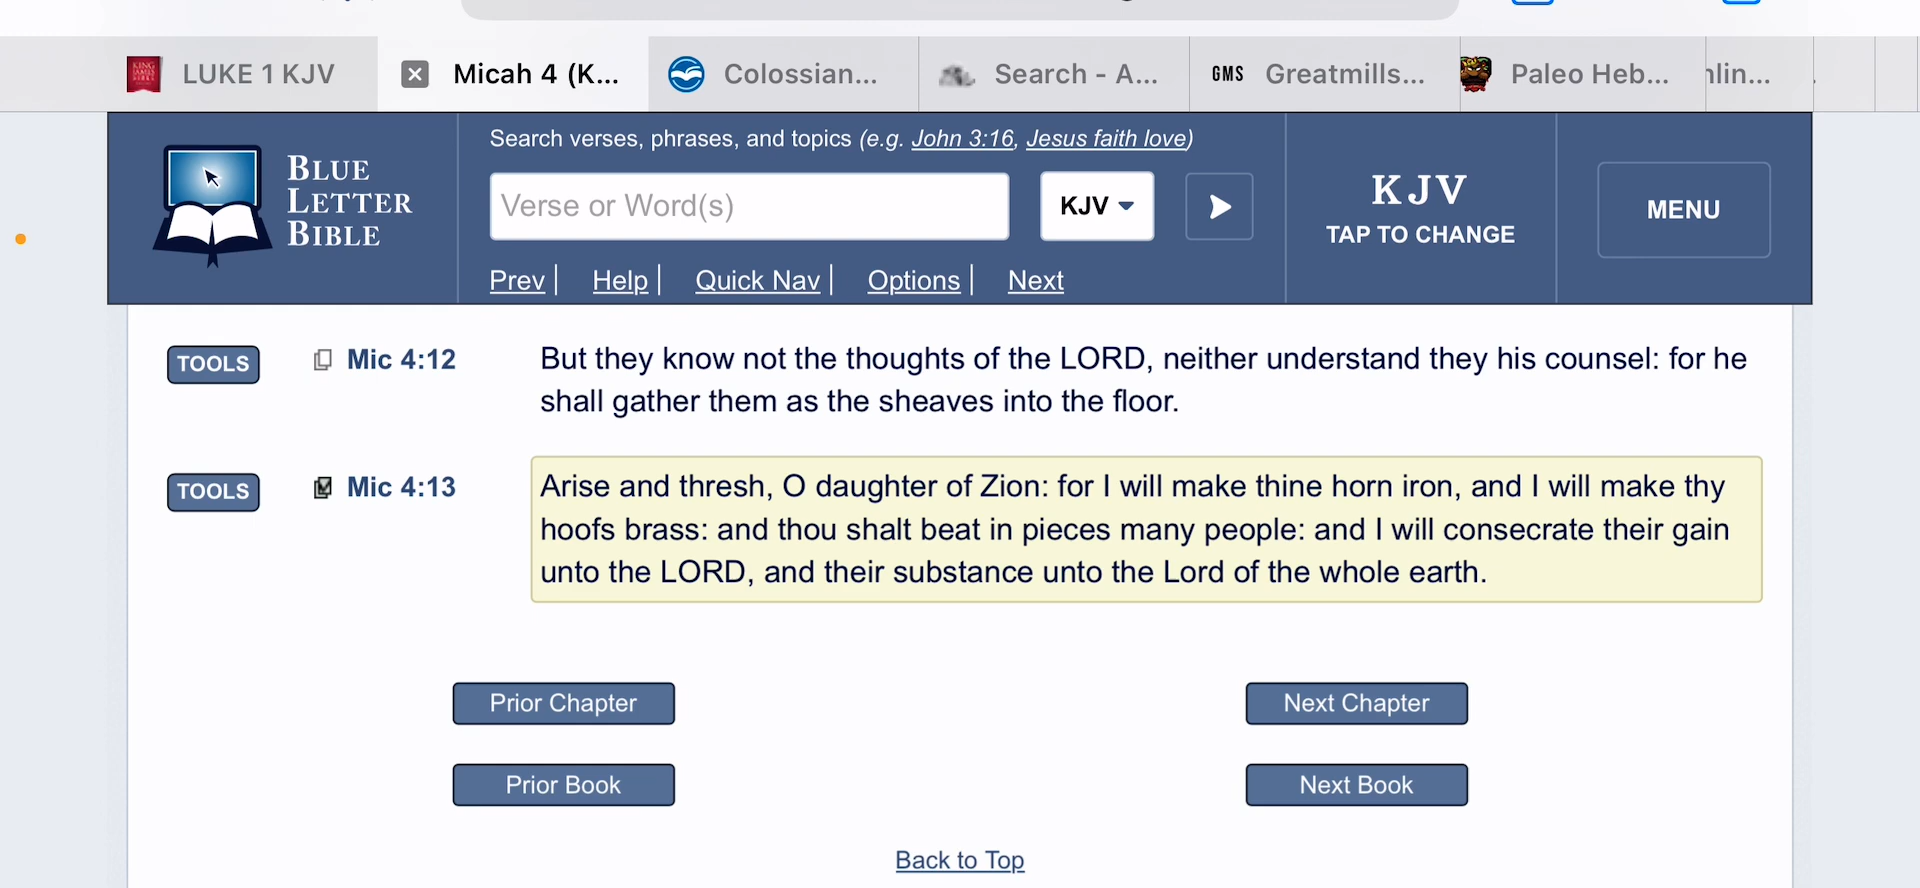 LUKE 1 KJV
Micah 4 (K...
Colossian...
Search - A...
GMS
Greatmills...
Paleo Heb...
Search verses, phrases, and topics (e.g. John 3:16, Jesus faith love)
BLUE
LETTER
BIBLE
Verse or Word(s)
KJV
KJV
TAP TO CHANGE
MENU
Prev
Help
Quick Nav
Options
Next
TOOLS
Mic 4:12
But they know not the thoughts of the LORD, neither understand they his counsel: for he
shall gather them as the sheaves into the floor.
TOOLS
Mic 4:13
Arise and thresh, O daughter of Zion: for I will make thine horn iron, and I will make thy
hoofs brass: and thou shalt beat in pieces many people: and I will consecrate their gain
unto the LORD, and their substance unto the Lord of the whole earth.
Prior Chapter
Next Chapter
Prior Book
Next Book
Back to Top